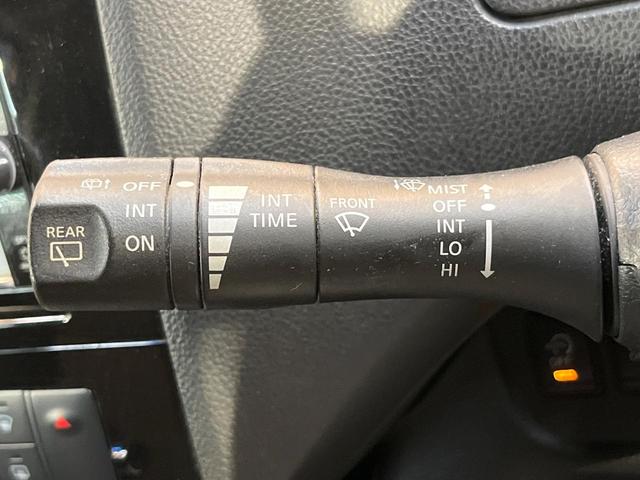 OFF
INT
ON
REAR
INT
TIME
FRONT
MIST
OFF
INT
LO
HI